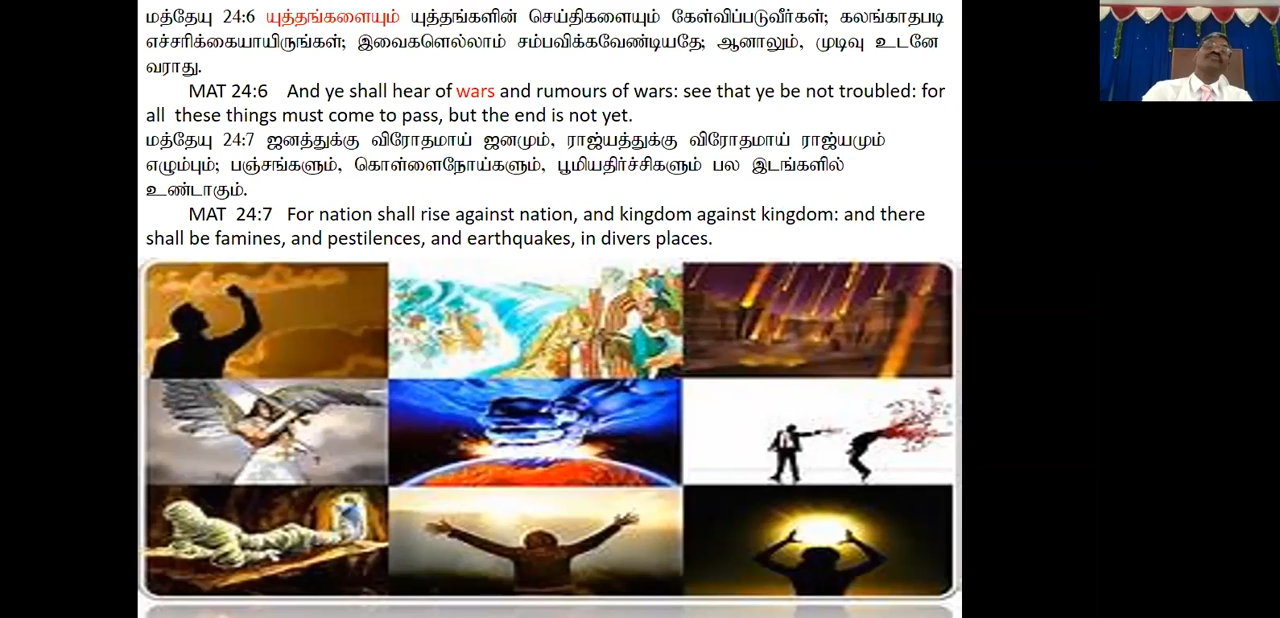 மத்தேயு 24:6 யுத்தங்களையும் யுத்தங்களின் செய்திகளையும் கேள்விப்படுவீர்கள்; கலங்காதபடி
எச்சரிக்கையாயிருங்கள்; இவைகளெல்லாம் சம்பவிக்கவேண்டியதே; ஆனாலும், முடிவு உடனே
வராது.
MAT 24:6 And ye shall hear of wars and rumours of wars: see that ye be not troubled: for
all these things must come to pass, but the end is not yet.
மத்தேயு 24:7 ஜனத்துக்கு விரோதமாய் ஜனமும், ராஜ்யத்துக்கு விரோதமாய் ராஜ்யமும்
எழும்பும்; பஞ்சங்களும், கொள்ளைநோய்களும், பூமியதிர்ச்சிகளும் பல இடங்களில்
உண்டாகும்.
MAT 24:7 For nation shall rise against nation, and kingdom against kingdom: and there
shall be famines, and pestilences, and earthquakes, in divers places.